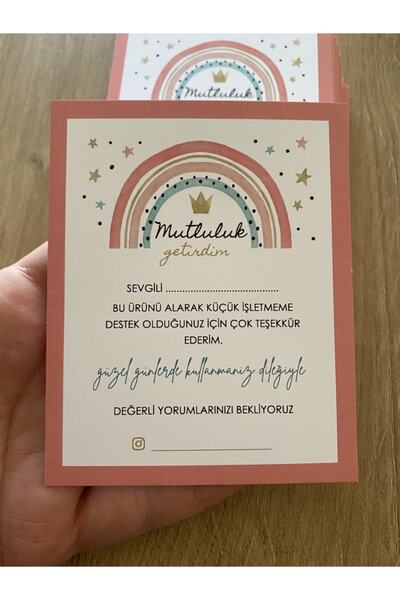 Mutluluk
Mutluluk
getirdim
SEVGİLİ ........................................
BU ÜRÜNÜ ALARAK KÜÇÜK İŞLETMEME
DESTEK OLDUĞUNUZ İÇİN ÇOK TEŞEKKÜR
EDERİM.
güzel günlerde kullanmanız dileğiyle
DEĞERLİ YORUMLARINIZI BEKLİYORUZ